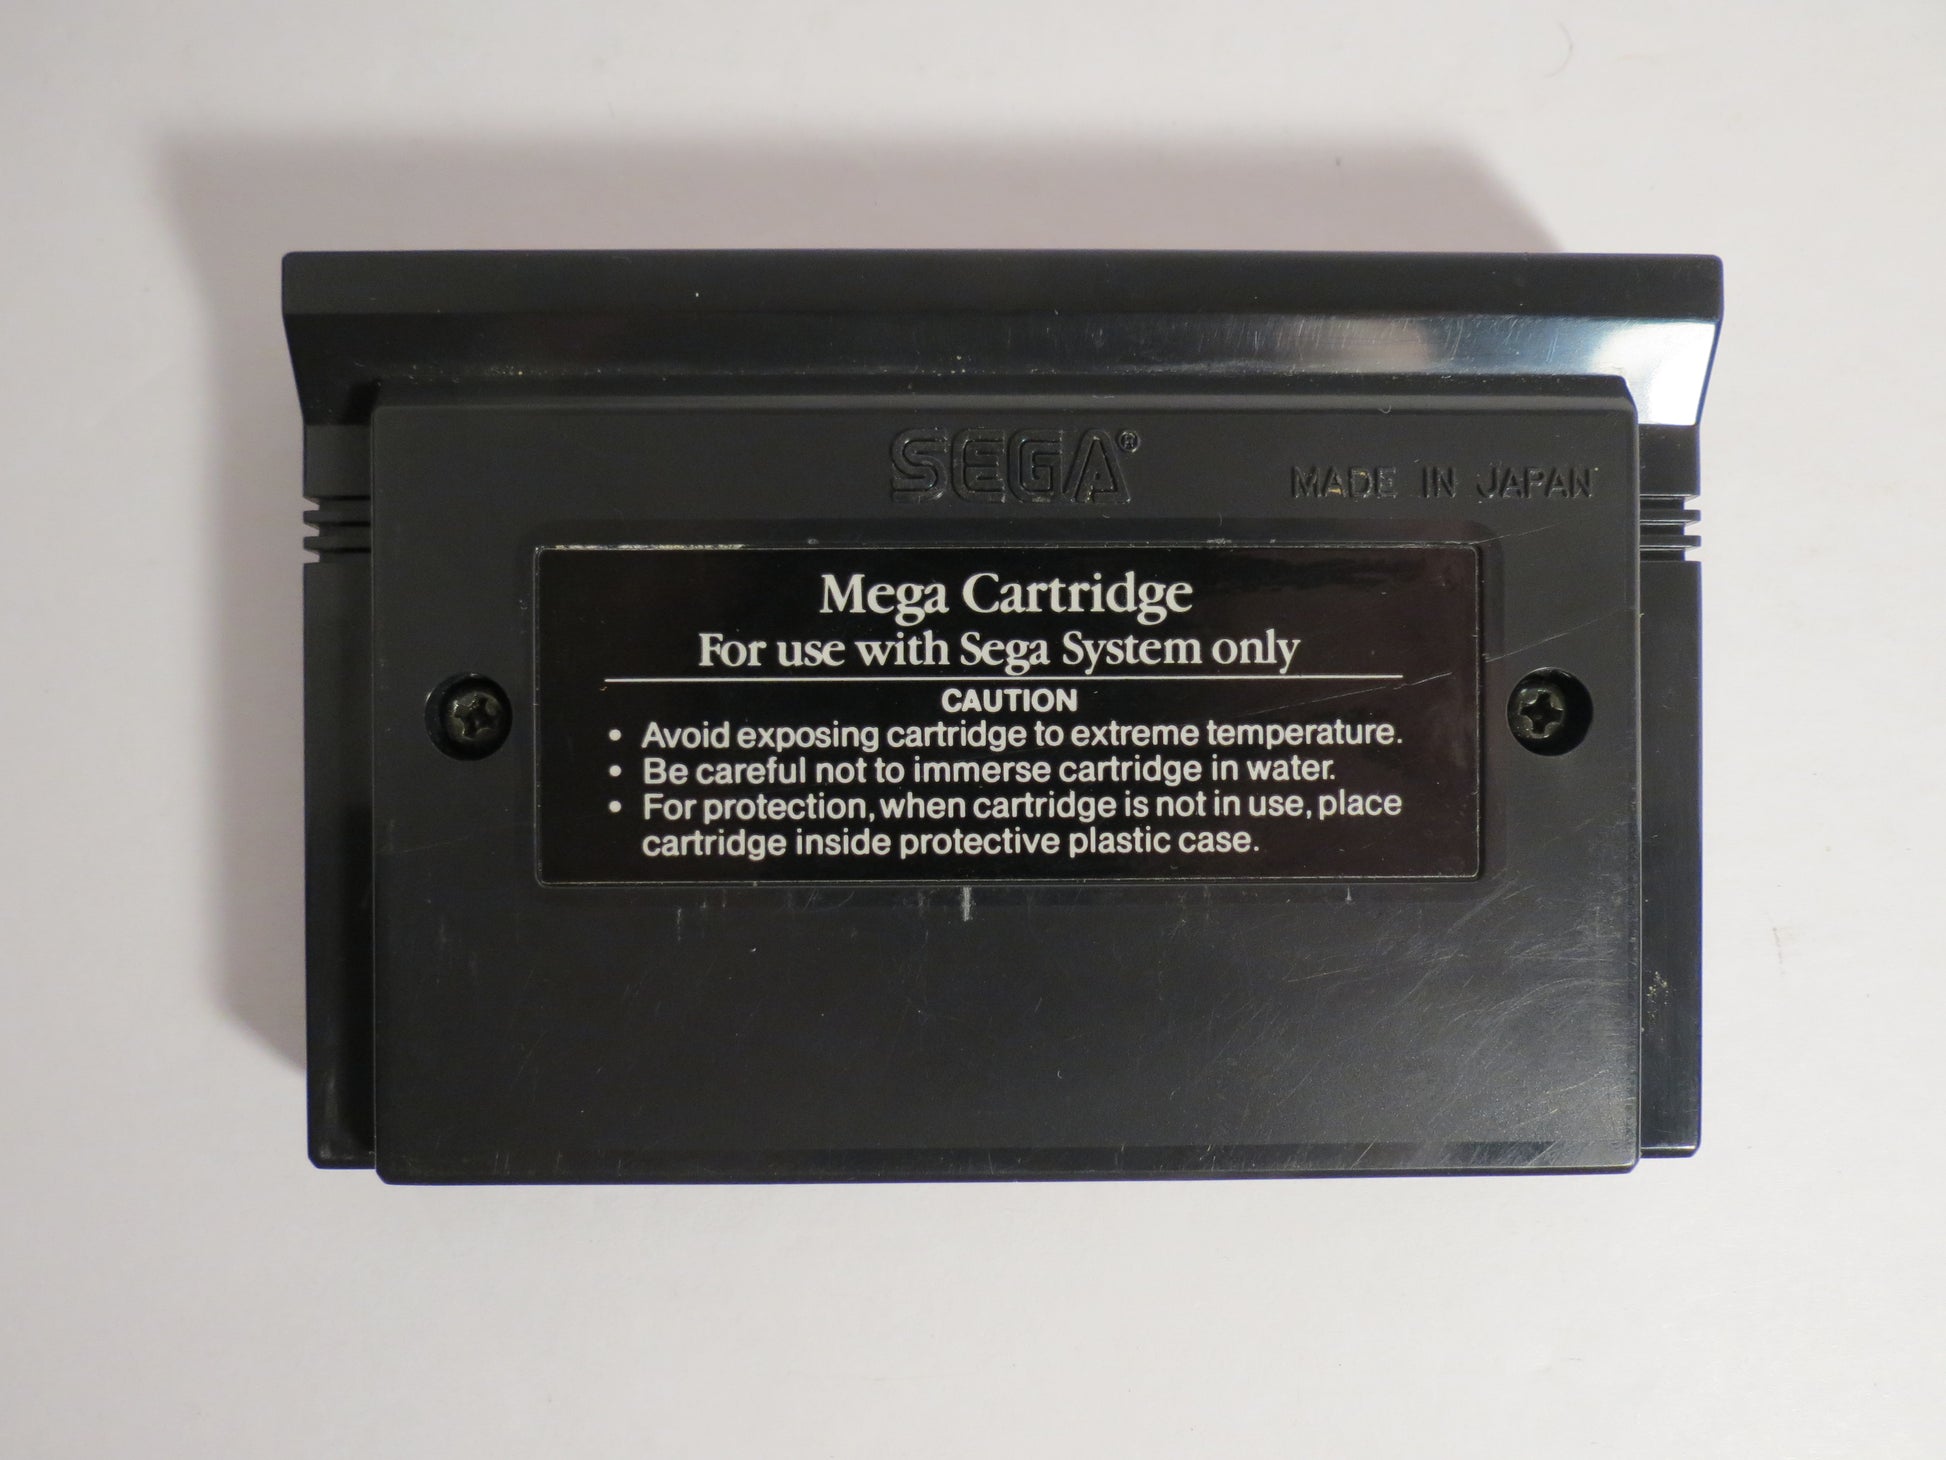 SEGA®
MADE IN JAPAN
Mega Cartridge
For use with Sega System only
CAUTION
• Avoid exposing cartridge to extreme temperature.
• Be careful not to immerse cartridge in water.
• For protection, when cartridge is not in use, place
cartridge inside protective plastic case.